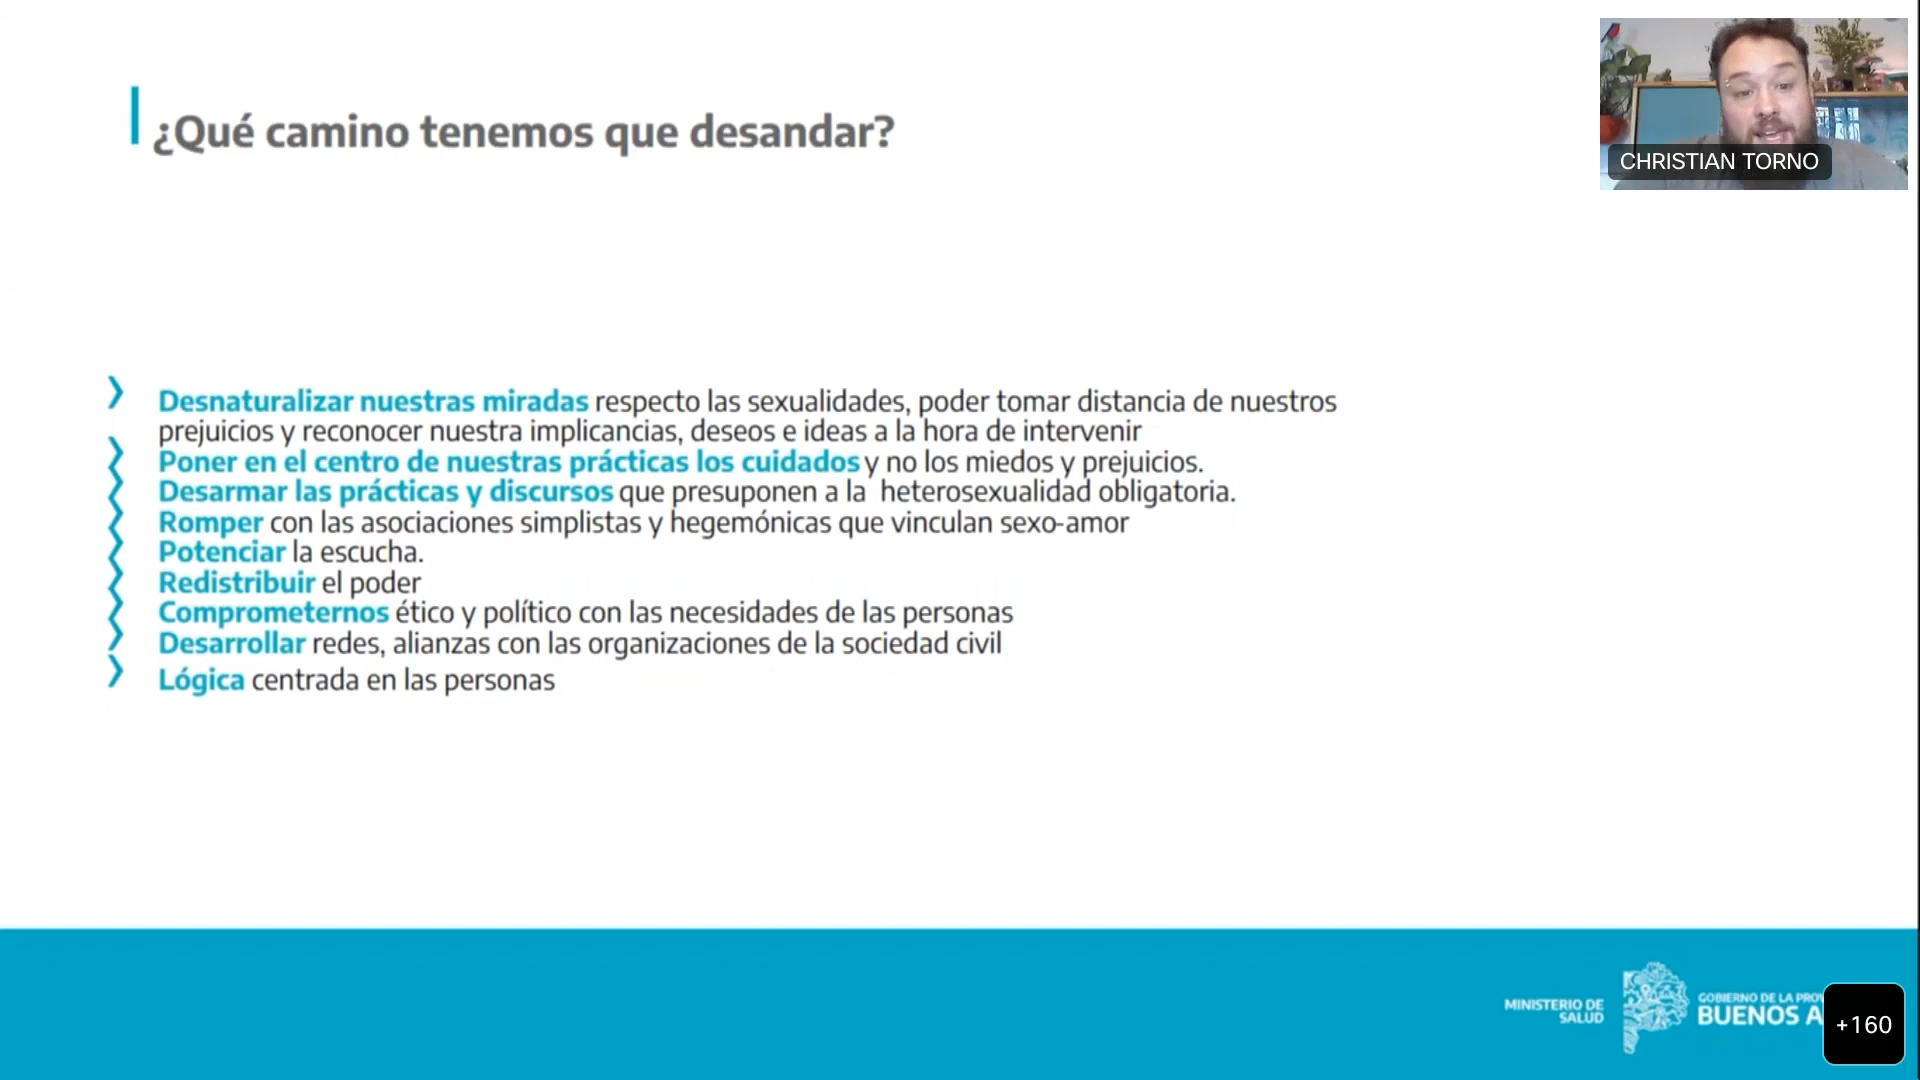 ¿Qué camino tenemos que desandar?
CHRISTIAN TORNO
Desnaturalizar nuestras miradas respecto las sexualidades, poder tomar distancia de nuestros
prejuicios y reconocer nuestra implicancias, deseos e ideas a la hora de intervenir
Poner en el centro de nuestras prácticas los cuidados y no los miedos y prejuicios.
Desarmar las prácticas y discursos que presuponen a la heterosexualidad obligatoria.
Romper con las asociaciones simplistas y hegemónicas que vinculan sexo-amor
Potenciar la escucha.
Redistribuir el poder
Comprometernos ético y político con las necesidades de las personas
Desarrollar redes, alianzas con las organizaciones de la sociedad civil
Lógica centrada en las personas
MINISTERIO DE
SALUD
GOBIERNO DE LA
BUENOS
+160